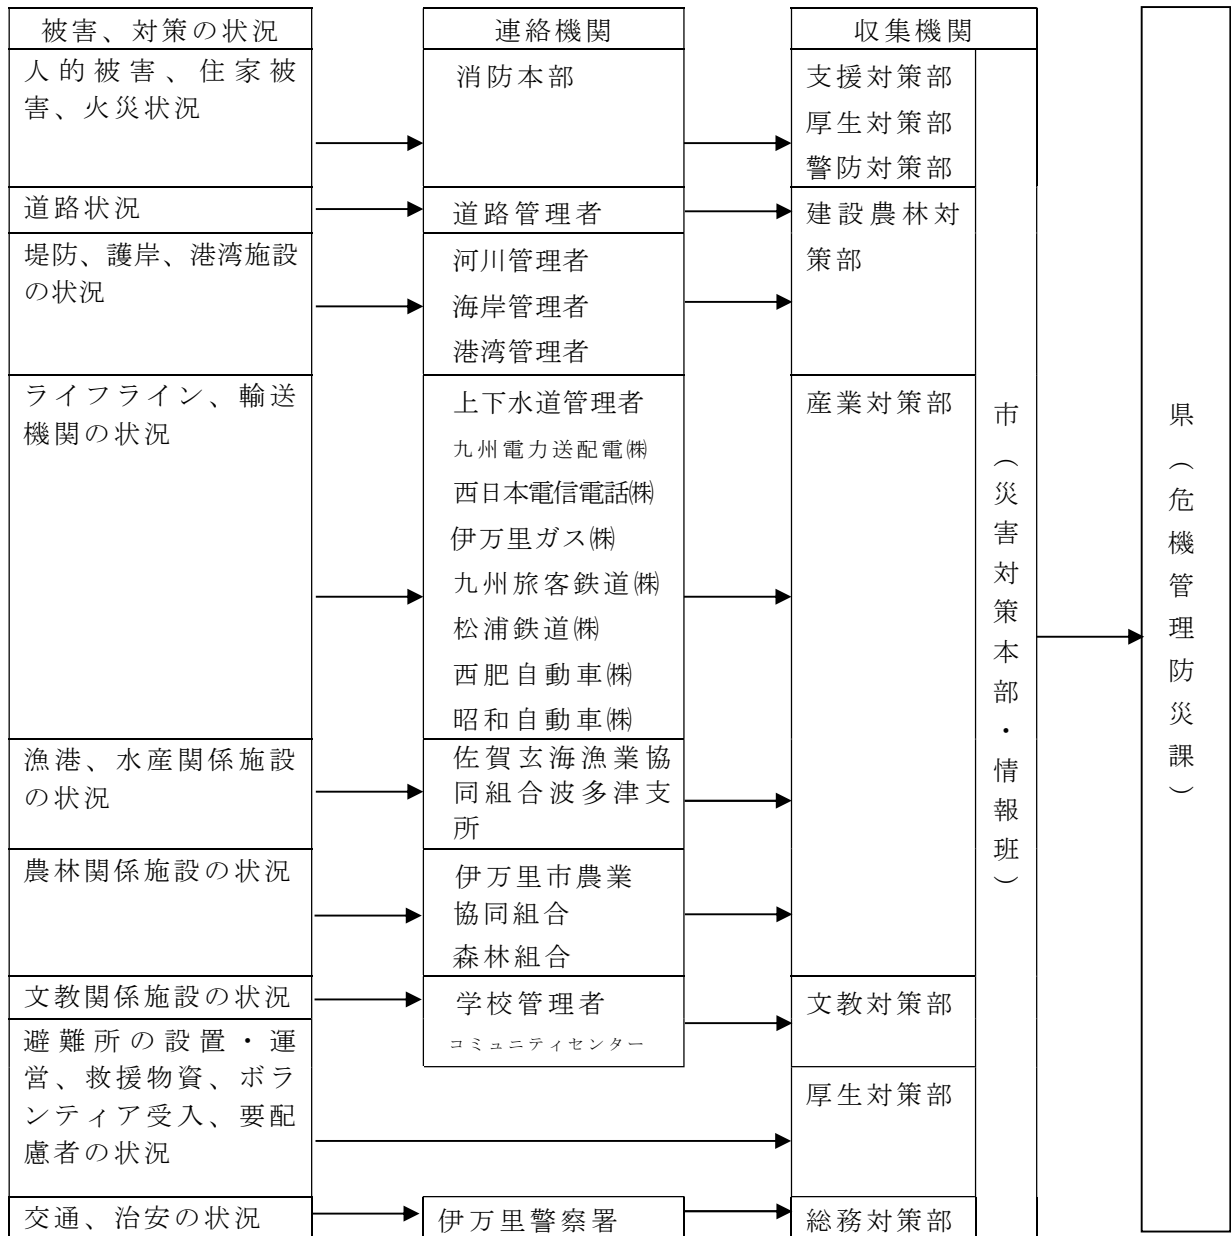 被害、対策の状況
連絡機関
収集機関
人的被害、住家被
害、火災状況
消防本部
支援対策部
厚生対策部
警防対策部
道路状況
道路管理者
建設農林対
策部
堤防、護岸、港湾施設
の状況
河川管理者
海岸管理者
港湾管理者
ライフライン、輸送
機関の状況
上下水道管理者
九州電力送配電㈱
西日本電信電話㈱
伊万里ガス㈱
九州旅客鉄道㈱
松浦鉄道㈱
西肥自動車㈱
昭和自動車㈱
産業対策部
漁港、水産関係施設
の状況
佐賀玄海漁業協
同組合波多津支
所
農林関係施設の状況
伊万里市農業
協同組合
森林組合
文教関係施設の状況
学校管理者
コミュニティセンター
文教対策部
避難所の設置・運
営、救援物資、ボラ
ンティア受入、要配
慮者の状況
厚生対策部
交通、治安の状況
伊万里警察署
総務対策部
市（災害対策本部・情報班）
県（危機管理防災課）